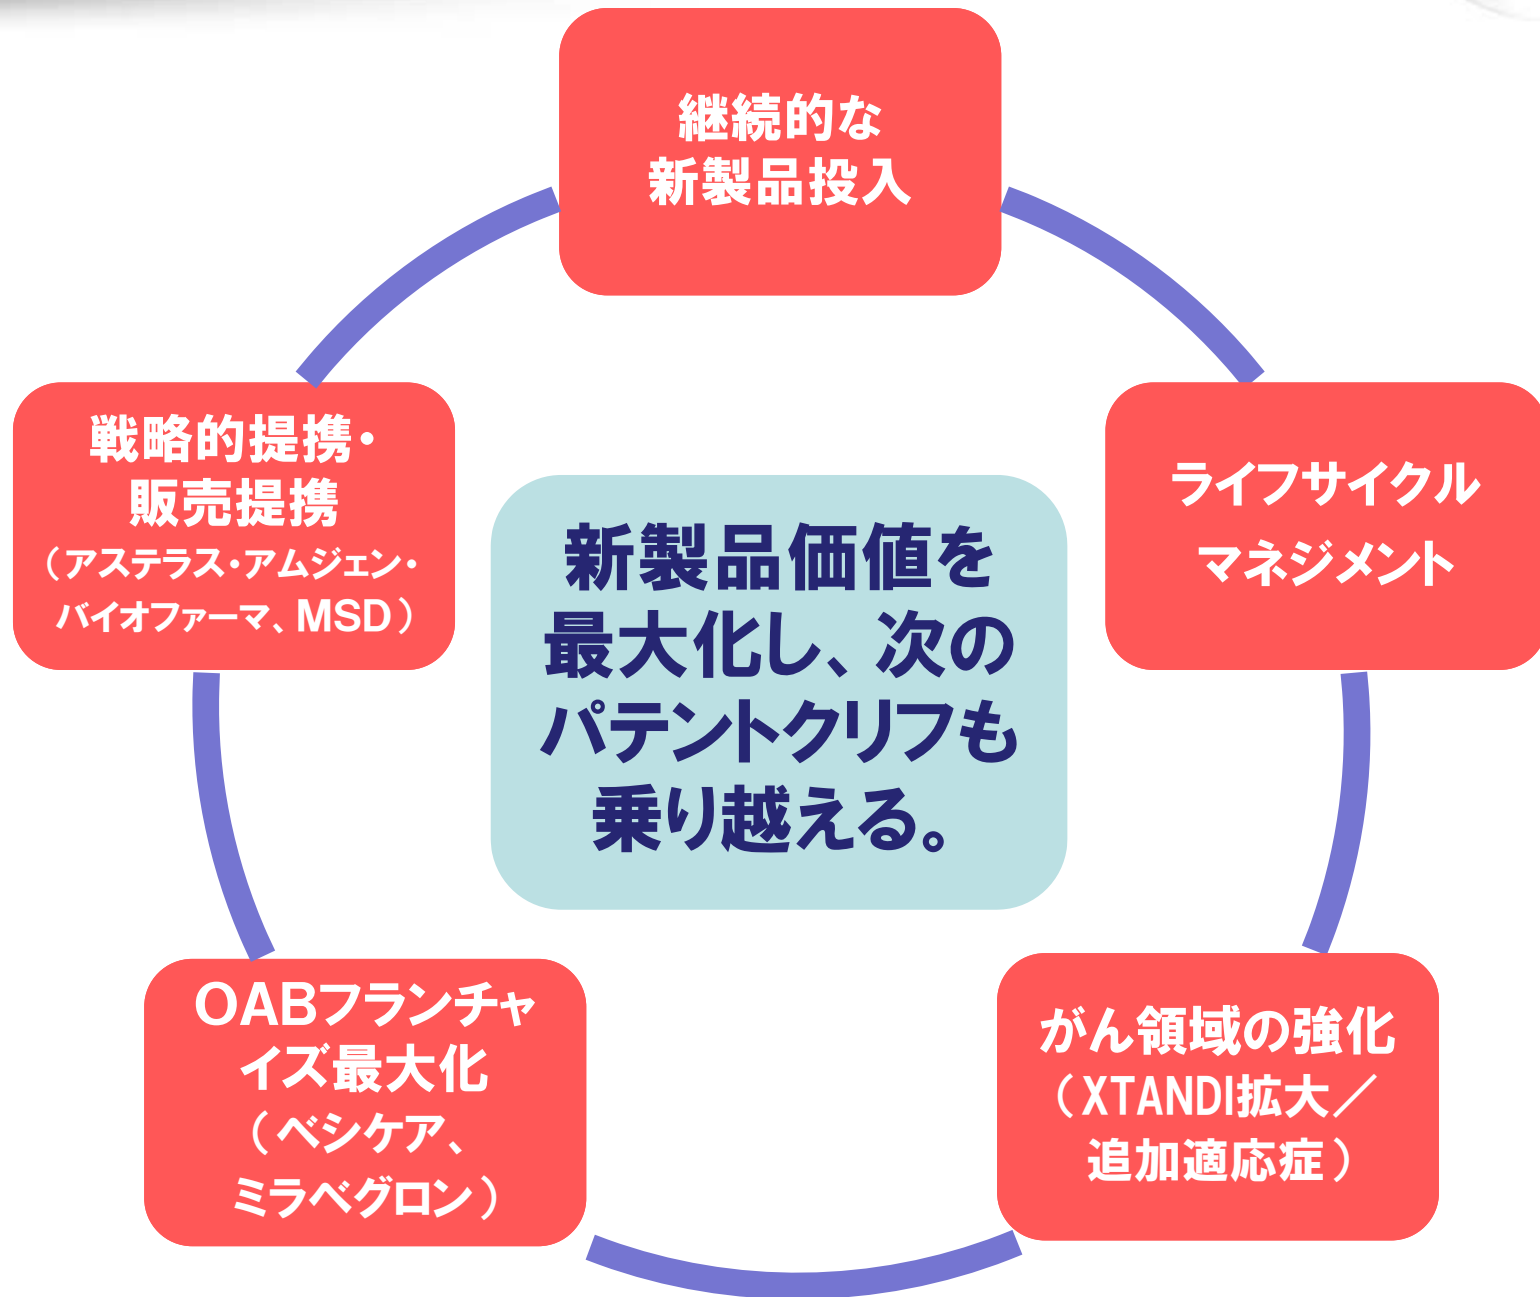 継続的な
新製品投入
戦略的提携・
販売提携
（アステラス・アムジェン・
バイオファーマ、MSD）
ライフサイクル
マネジメント
新製品価値を
最大化し、次の
パテントクリフも
乗り越える。
OABフランチャ
イズ最大化
（ベシケア、
ミラベグロン）
がん領域の強化
（XTANDI拡大／
追加適応症）